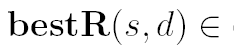 bestR(s, d) ∈